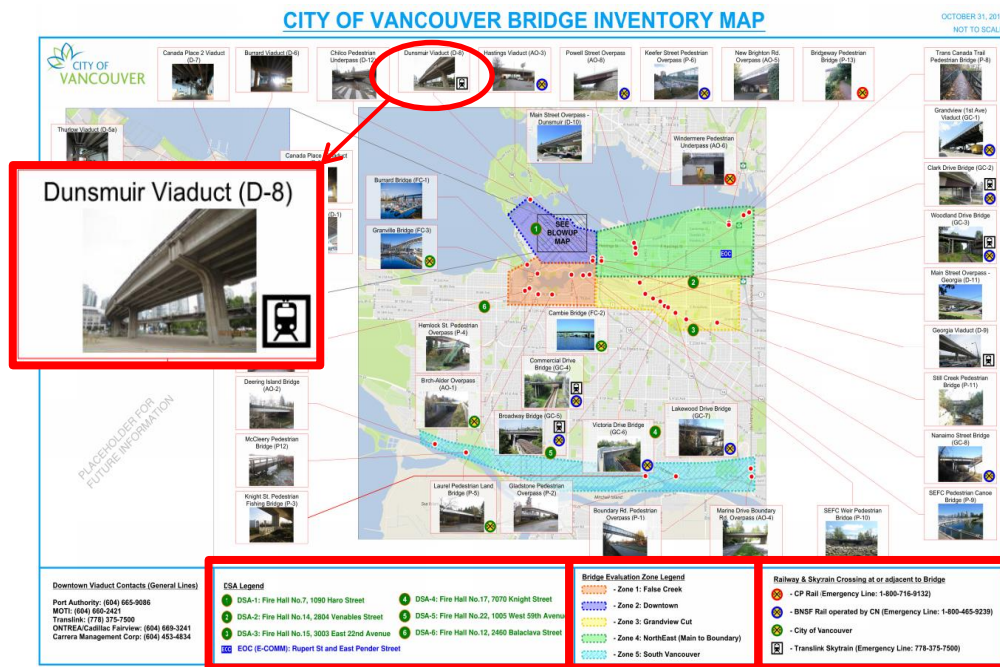 CITY OF VANCOUVER BRIDGE INVENTORY MAP
OCTOBER 31, 201
NOT TO SCALE
CITY OF
VANCOUVER
Canada Place 2 Viaduct
(D-7)
Burrard Viaduct (D-6)
Chilco Pedestrian
Underpass (D-12)
Dunsmuir Viaduct (D-8)
Hastings Viaduct (AO-3)
Powell Street Overpass
(AO-8)
Keefer Street Pedestrian
Overpass (P-6)
New Brighton Rd.
Overpass (AO-5)
Bridgeway Pedestrian
Bridge (P-13)
Trans Canada Trail
Pedestrian Bridge (P-8)
Thurlow Viaduct (D-5a)
Main Street Overpass -
Dunsmuir (D-10)
Windermere Pedestrian
Underpass (AO-6)
Grandview (1st Ave)
Viaduct (GC-1)
Dunsmuir Viaduct (D-8)
Burrard Bridge (FC-1)
Clark Drive Bridge (GC-2)
Granville Bridge (FC-3)
Woodland Drive Bridge
(GC-3)
1
SEE
BLOWUP
MAP
EOC
Main Street Overpass -
Georgia (D-11)
2
6
Cambie Bridge (FC-2)
3
Hemlock St. Pedestrian
Overpass (P-4)
Georgia Viaduct (D-9)
Commercial Drive
Bridge (GC-4)
Still Creek Pedestrian
Bridge (P-11)
Deering Island Bridge
(AO-2)
Birch-Alder Overpass
(AO-1)
Broadway Bridge (GC-5)
Victoria Drive Bridge
(GC-6)
4
Lakewood Drive Bridge
(GC-7)
5
Nanaimo Street Bridge
(GC-8)
PLACEHOLDER FOR
FUTURE INFORMATION
McCleery Pedestrian
Bridge (P12)
Knight St. Pedestrian
Fishing Bridge (P-3)
Laurel Pedestrian Land
Bridge (P-5)
Gladstone Pedestrian
Overpass (P-2)
Mitchell Island
Boundary Rd. Pedestrian
Overpass (P-1)
Marine Drive Boundary
Rd. Overpass (AO-4)
SEFC Weir Pedestrian
Bridge (P-10)
SEFC Pedestrian Canoe
Bridge (P-9)
Downtown Viaduct Contacts (General Lines)
Port Authority: (604) 665-9086
MOTI: (604) 660-2421
Translink: (778) 375-7500
ONTREA/Cadillac Fairview: (604) 669-3241
Carrera Management Corp: (604) 453-4834
DSA Legend
1 DSA-1: Fire Hall No.7, 1090 Haro Street
2 DSA-2: Fire Hall No.14, 2804 Venables Street
3 DSA-3: Fire Hall No.15, 3003 East 22nd Avenue
EOC EOC (E-COMM): Rupert St and East Pender Street
4 DSA-4: Fire Hall No.17, 7070 Knight Street
5 DSA-5: Fire Hall No.22, 1005 West 59th Avenue
6 DSA-6: Fire Hall No.12, 2460 Balaclava Street
Bridge Evaluation Zone Legend
- Zone 1: False Creek
- Zone 2: Downtown
- Zone 3: Grandview Cut
- Zone 4: NorthEast (Main to Boundary)
- Zone 5: South Vancouver
Railway & Skytrain Crossing at or adjacent to Bridge
- CP Rail (Emergency Line: 1-800-716-9132)
- BNSF Rail operated by CN (Emergency Line: 1-800-465-9239)
- City of Vancouver
- Translink Skytrain (Emergency Line: 778-375-7500)